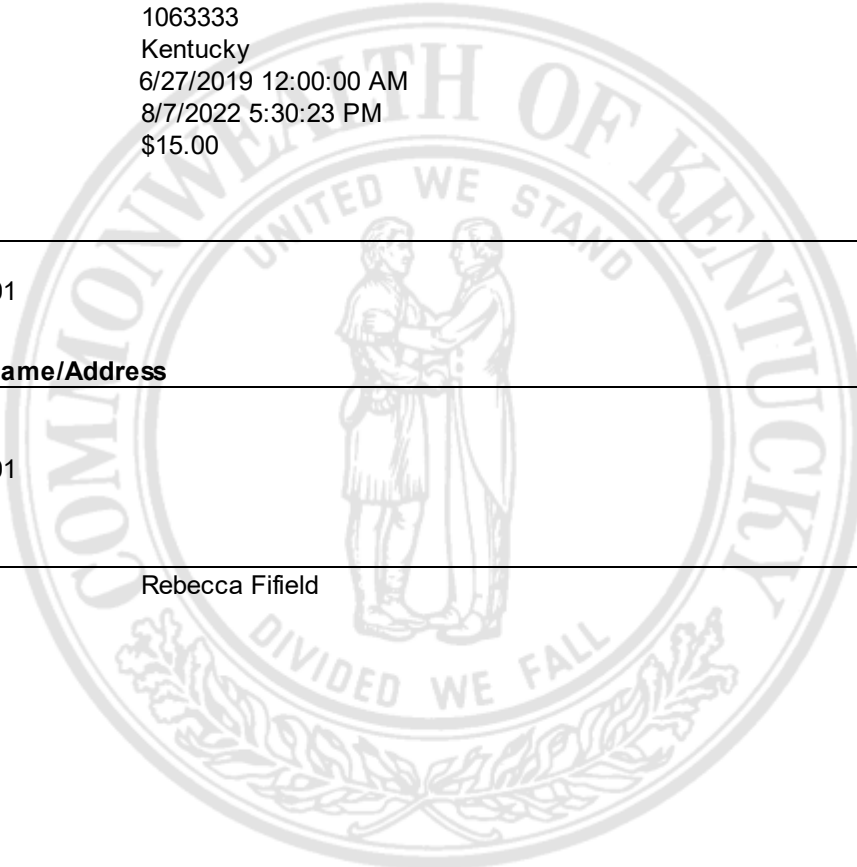 1063333
Kentucky
6/27/2019 12:00:00 AM
8/7/2022 5:30:23 PM
$15.00
COMMONWEALTH OF KENTUCKY
UNITED WE STAND
01
ame/Address
01
Rebecca Fifield
DIVIDED WE FALL